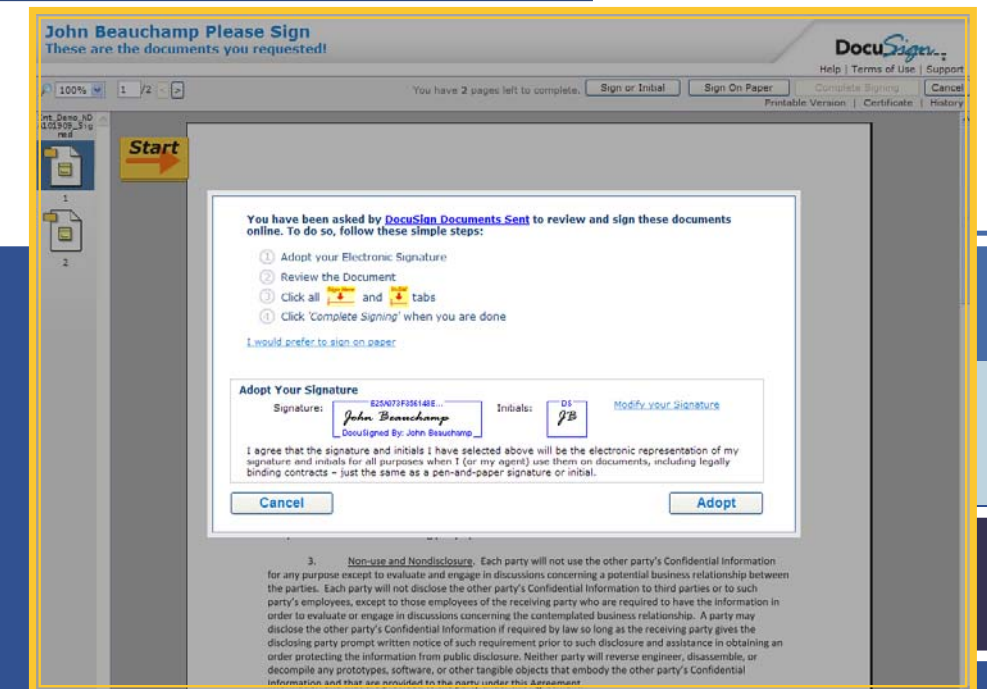 John Beauchamp Please Sign
These are the documents you requested!
DocuSign
Help | Terms of Use | Support
100% 1 /2 < >
You have 2 pages left to complete. Sign or Initial Sign On Paper Complete Signing Cancel
Printable Version | Certificate | History
Start
1
2
You have been asked by DocuSign Documents Sent to review and sign these documents
online. To do so, follow these simple steps:
1 Adopt your Electronic Signature
2 Review the Document
3 Click all and tabs
4 Click 'Complete Signing' when you are done
I would prefer to sign on paper
Adopt Your Signature
Signature: John Beauchamp Initials: DS JB Modify your Signature
DocuSigned By: John Beauchamp
I agree that the signature and initials I have selected above will be the electronic representation of my
signature and initials for all purposes when I (or my agent) use them on documents, including legally
binding contracts – just the same as a pen-and-paper signature or initial.
Cancel Adopt
3. Non-use and Nondisclosure. Each party will not use the other party's Confidential Information
for any purpose except to evaluate and engage in discussions concerning a potential business relationship between
the parties. Each party will not disclose the other party's Confidential Information to third parties or to such
party's employees, except to those employees of the receiving party who are required to have the information in
order to evaluate or engage in discussions concerning the contemplated business relationship. A party may
disclose the other party's Confidential Information if required by law so long as the receiving party gives the
disclosing party prompt written notice of such requirement prior to such disclosure and assistance in obtaining an
order protecting the information from public disclosure. Neither party will reverse engineer, disassemble, or
decompile any prototypes, software, or other tangible objects that embody the other party's Confidential
Information and that are provided to the party under this Agreement.